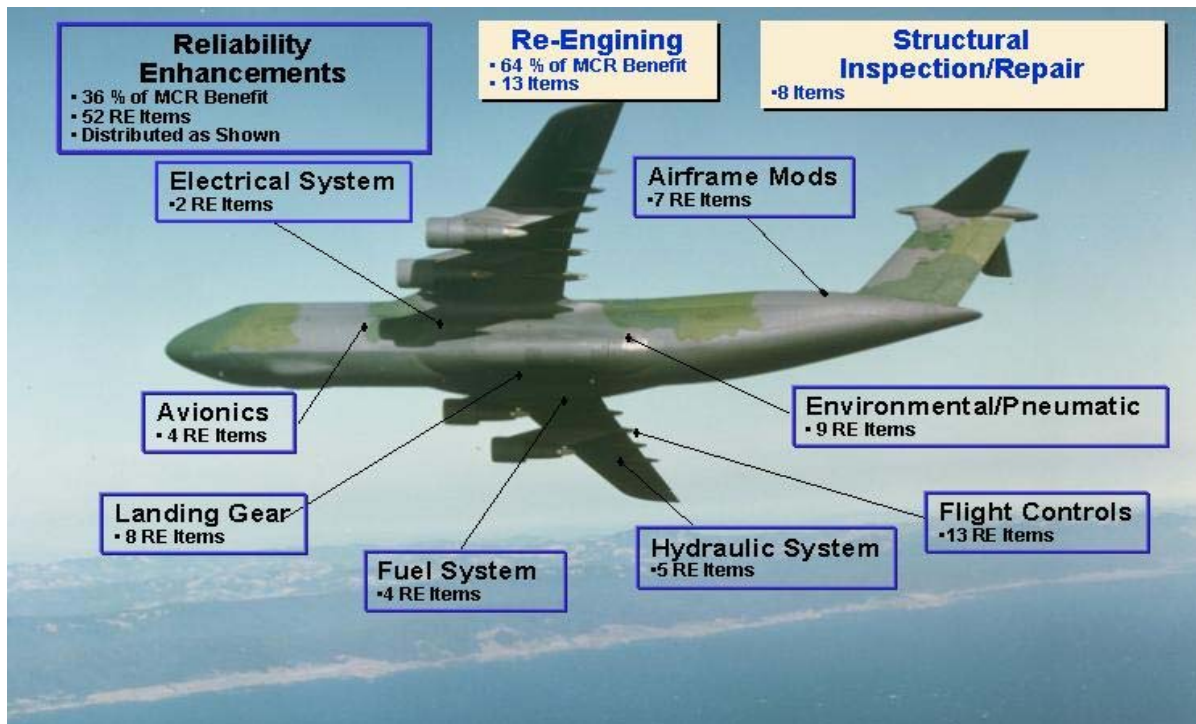 Reliability
Enhancements
▪ 36 % of MCR Benefit
▪ 52 RE Items
▪ Distributed as Shown
Re-Engining
▪ 64 % of MCR Benefit
▪ 13 Items
Structural
Inspection/Repair
▪8 Items
Electrical System
▪2 RE Items
Airframe Mods
▪7 RE Items
Avionics
▪ 4 RE Items
Environmental/Pneumatic
▪ 9 RE Items
Landing Gear
▪ 8 RE Items
Fuel System
▪4 RE Items
Hydraulic System
▪5 RE Items
Flight Controls
▪13 RE Items